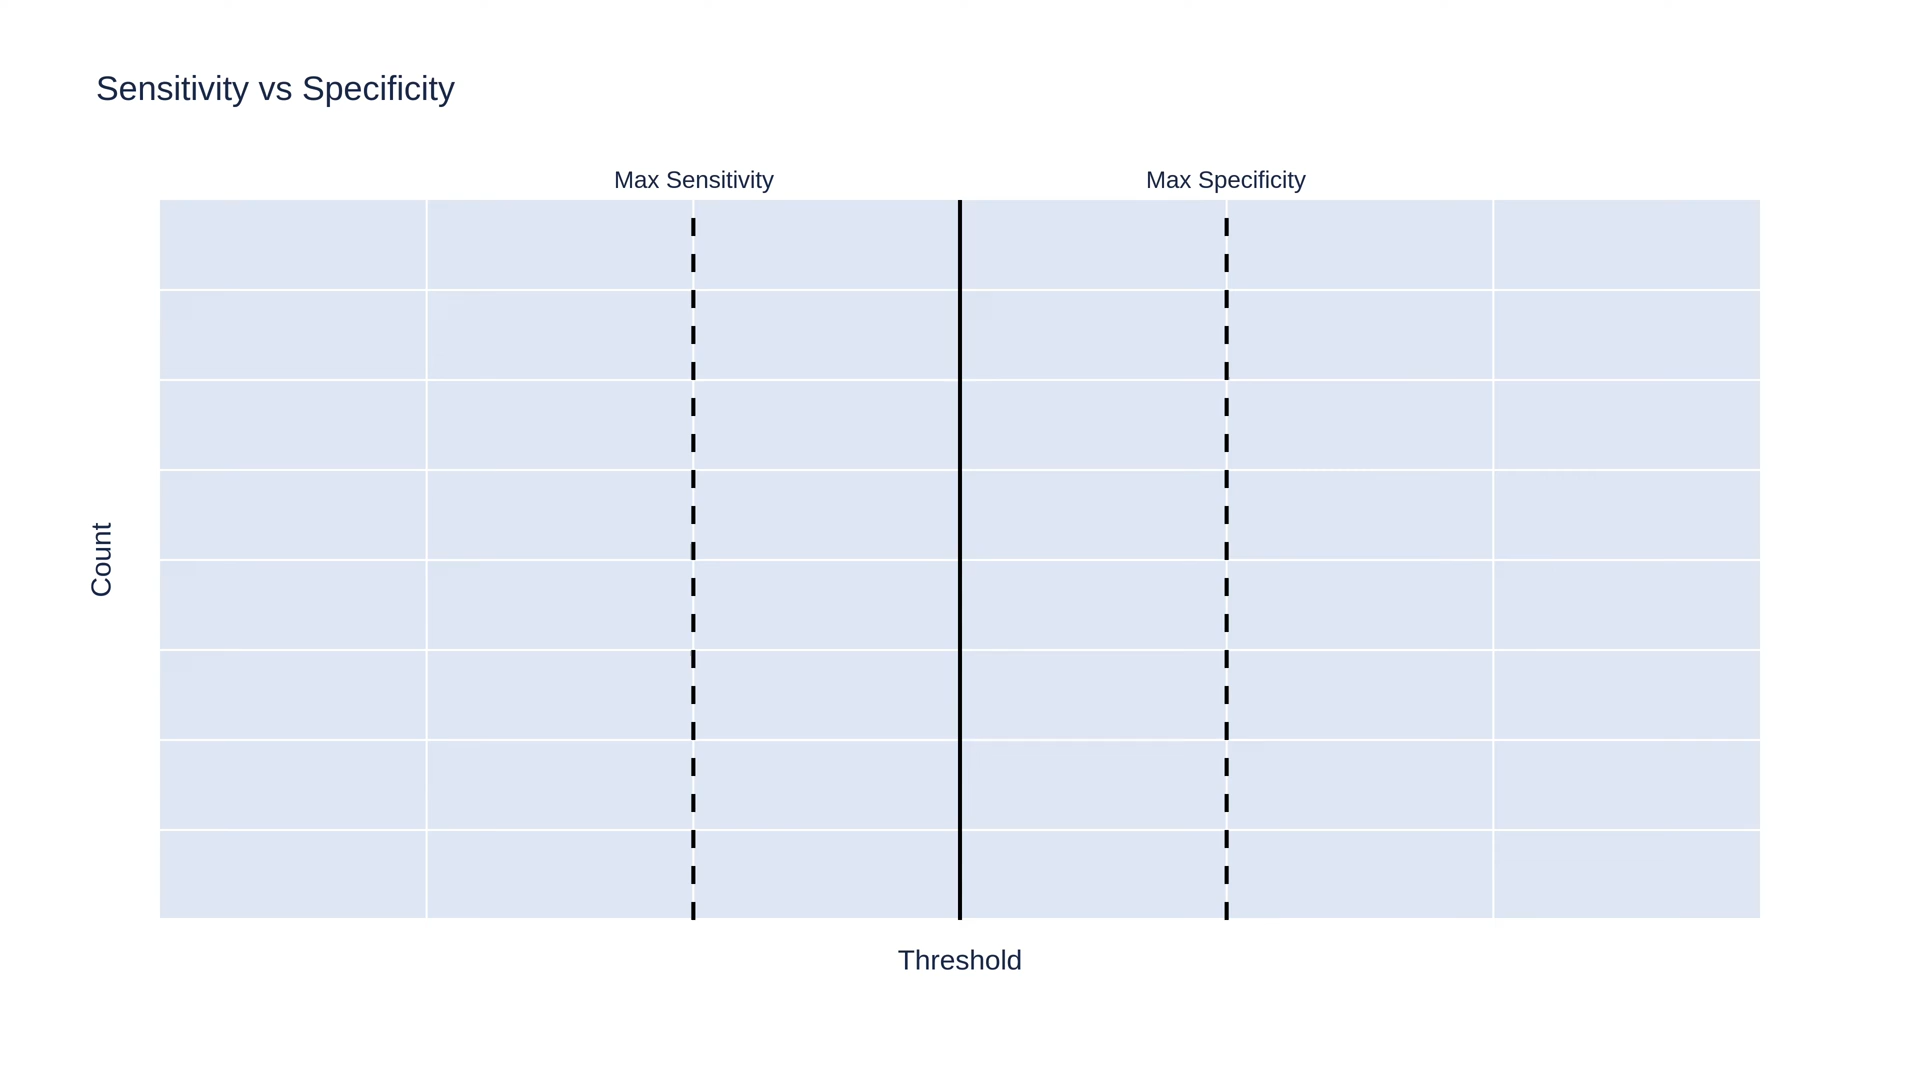 Sensitivity vs Specificity
Max Sensitivity
Max Specificity
Count
Threshold